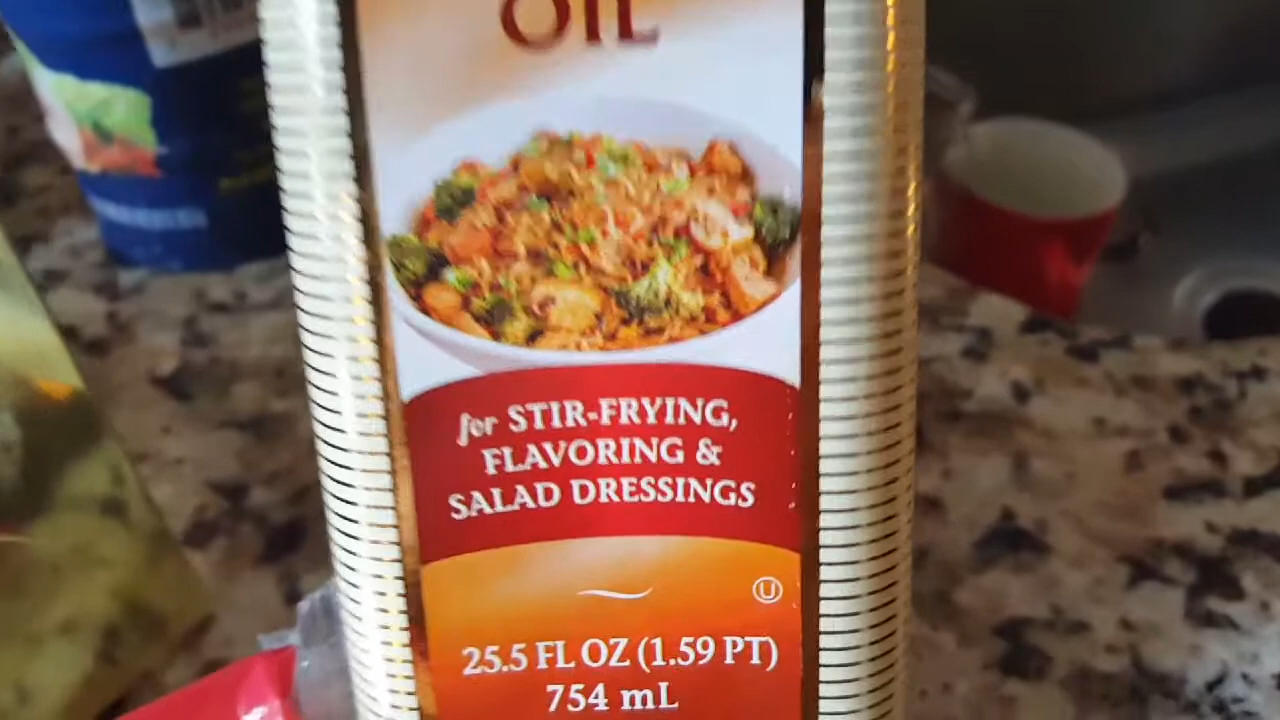 OIL
for STIR-FRYING,
FLAVORING &
SALAD DRESSINGS
U
25.5 FL OZ (1.59 PT)
754 mL